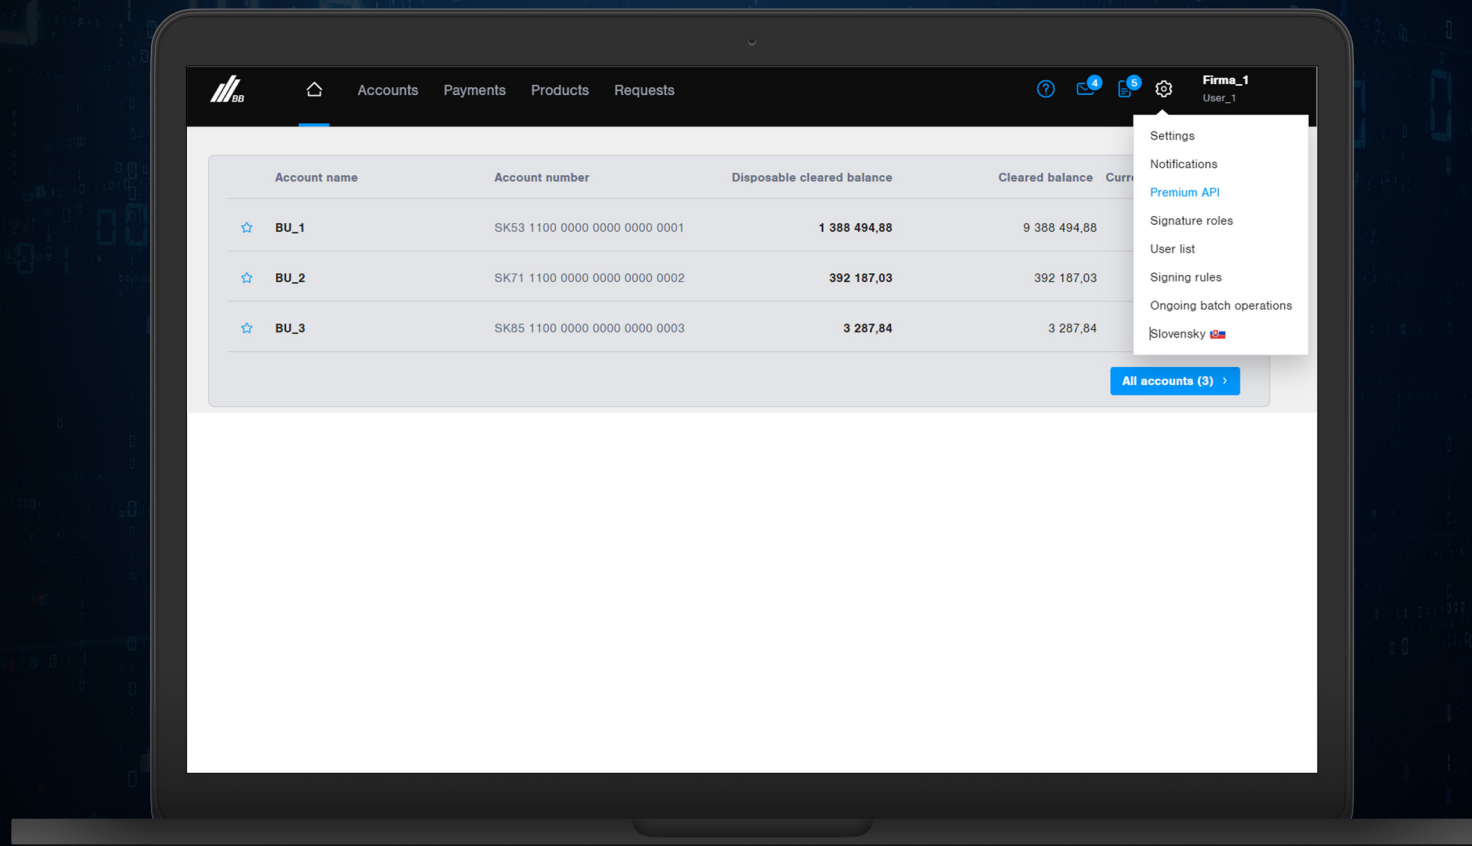 BB
Accounts Payments Products Requests
4 5
Firma_1
User_1
Settings
Notifications
Premium API
Signature roles
User list
Signing rules
Ongoing batch operations
Slovensky
Account name Account number Disposable cleared balance Cleared balance
BU_1 SK53 1100 0000 0000 0000 0001 1 388 494,88 9 388 494,88
BU_2 SK71 1100 0000 0000 0000 0002 392 187,03 392 187,03
BU_3 SK85 1100 0000 0000 0000 0003 3 287,84 3 287,84
All accounts (3)